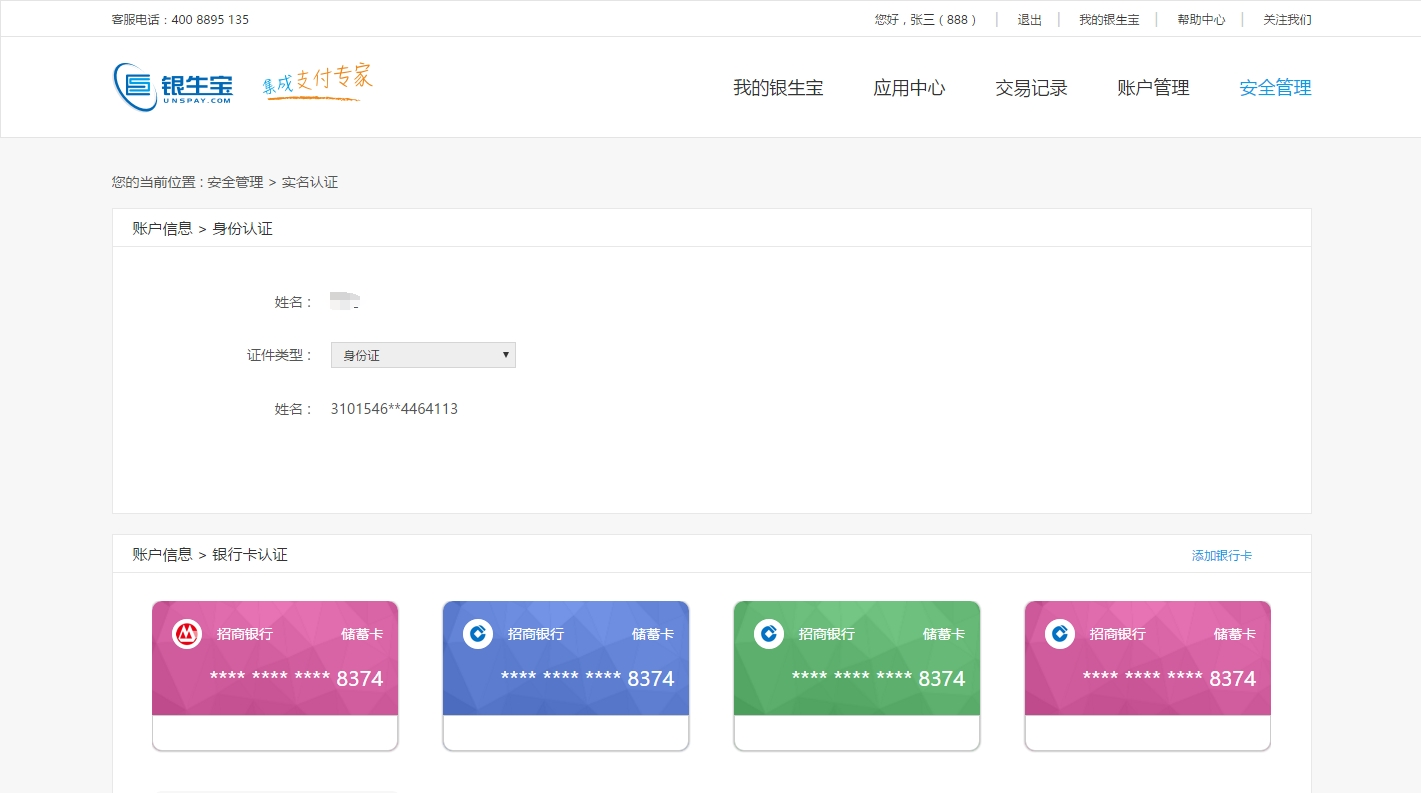 客服电话：400 8895 135
您好，张三（888） 退出 我的银生宝 帮助中心 关注我们
银生宝
UNSPAY.COM
集成支付专家
我的银生宝 应用中心 交易记录 账户管理 安全管理
您的当前位置 : 安全管理 > 实名认证
账户信息 > 身份认证
姓名：
证件类型： 身份证
姓名： 3101546**4464113
账户信息 > 银行卡认证 添加银行卡
招商银行 储蓄卡
**** **** **** 8374
招商银行 储蓄卡
**** **** **** 8374
招商银行 储蓄卡
**** **** **** 8374
招商银行 储蓄卡
**** **** **** 8374